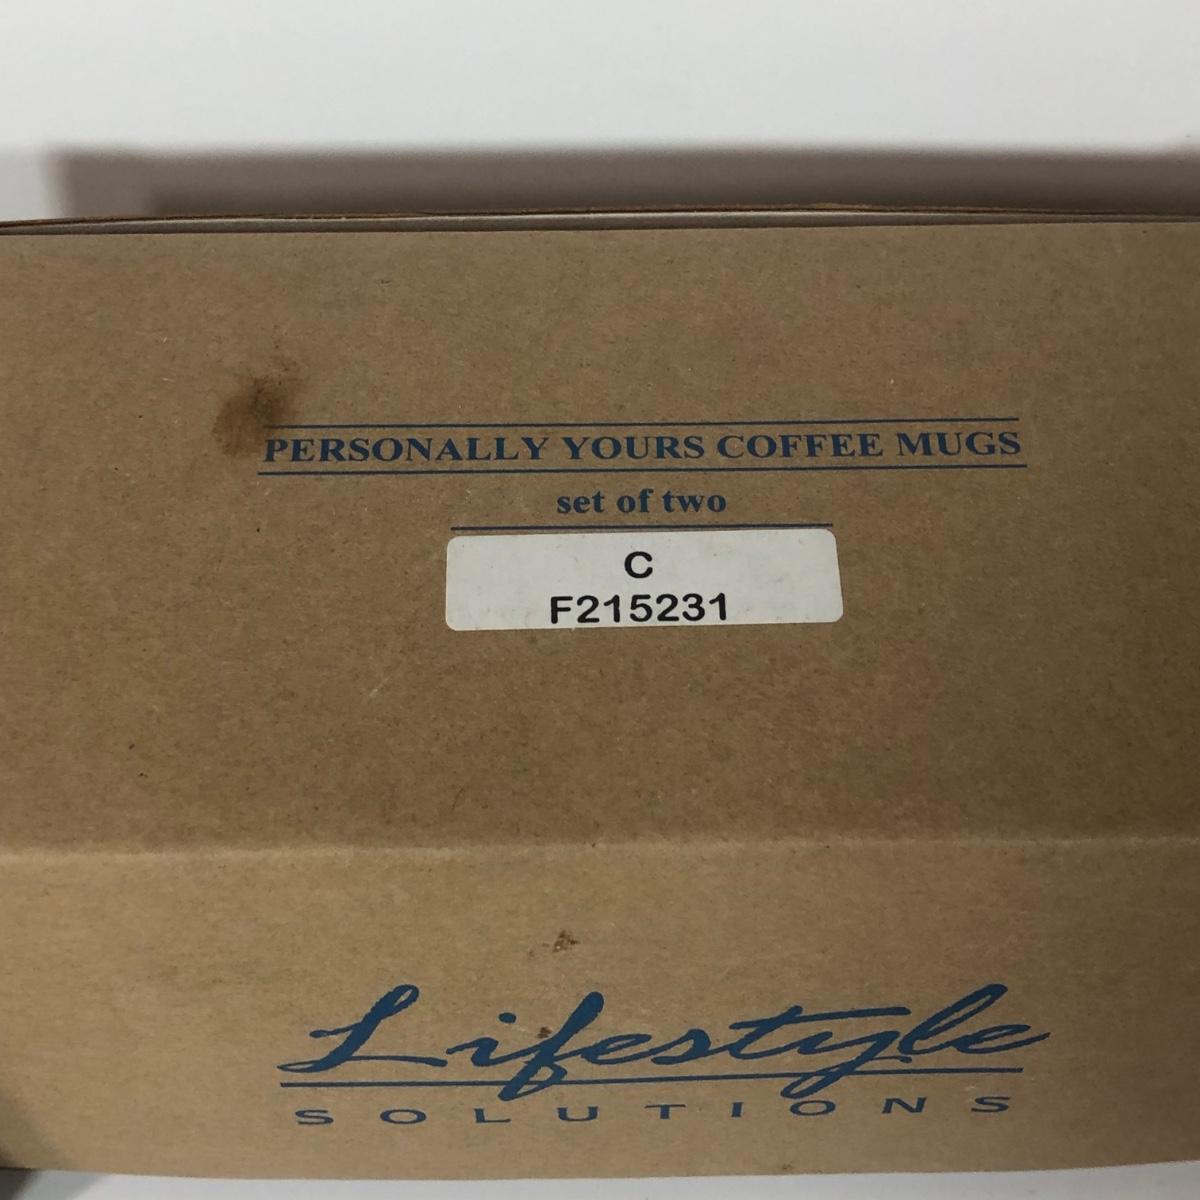 PERSONALLY YOURS COFFEE MUGS
set of two
C
F215231
Lifestyle
SOLUTIONS